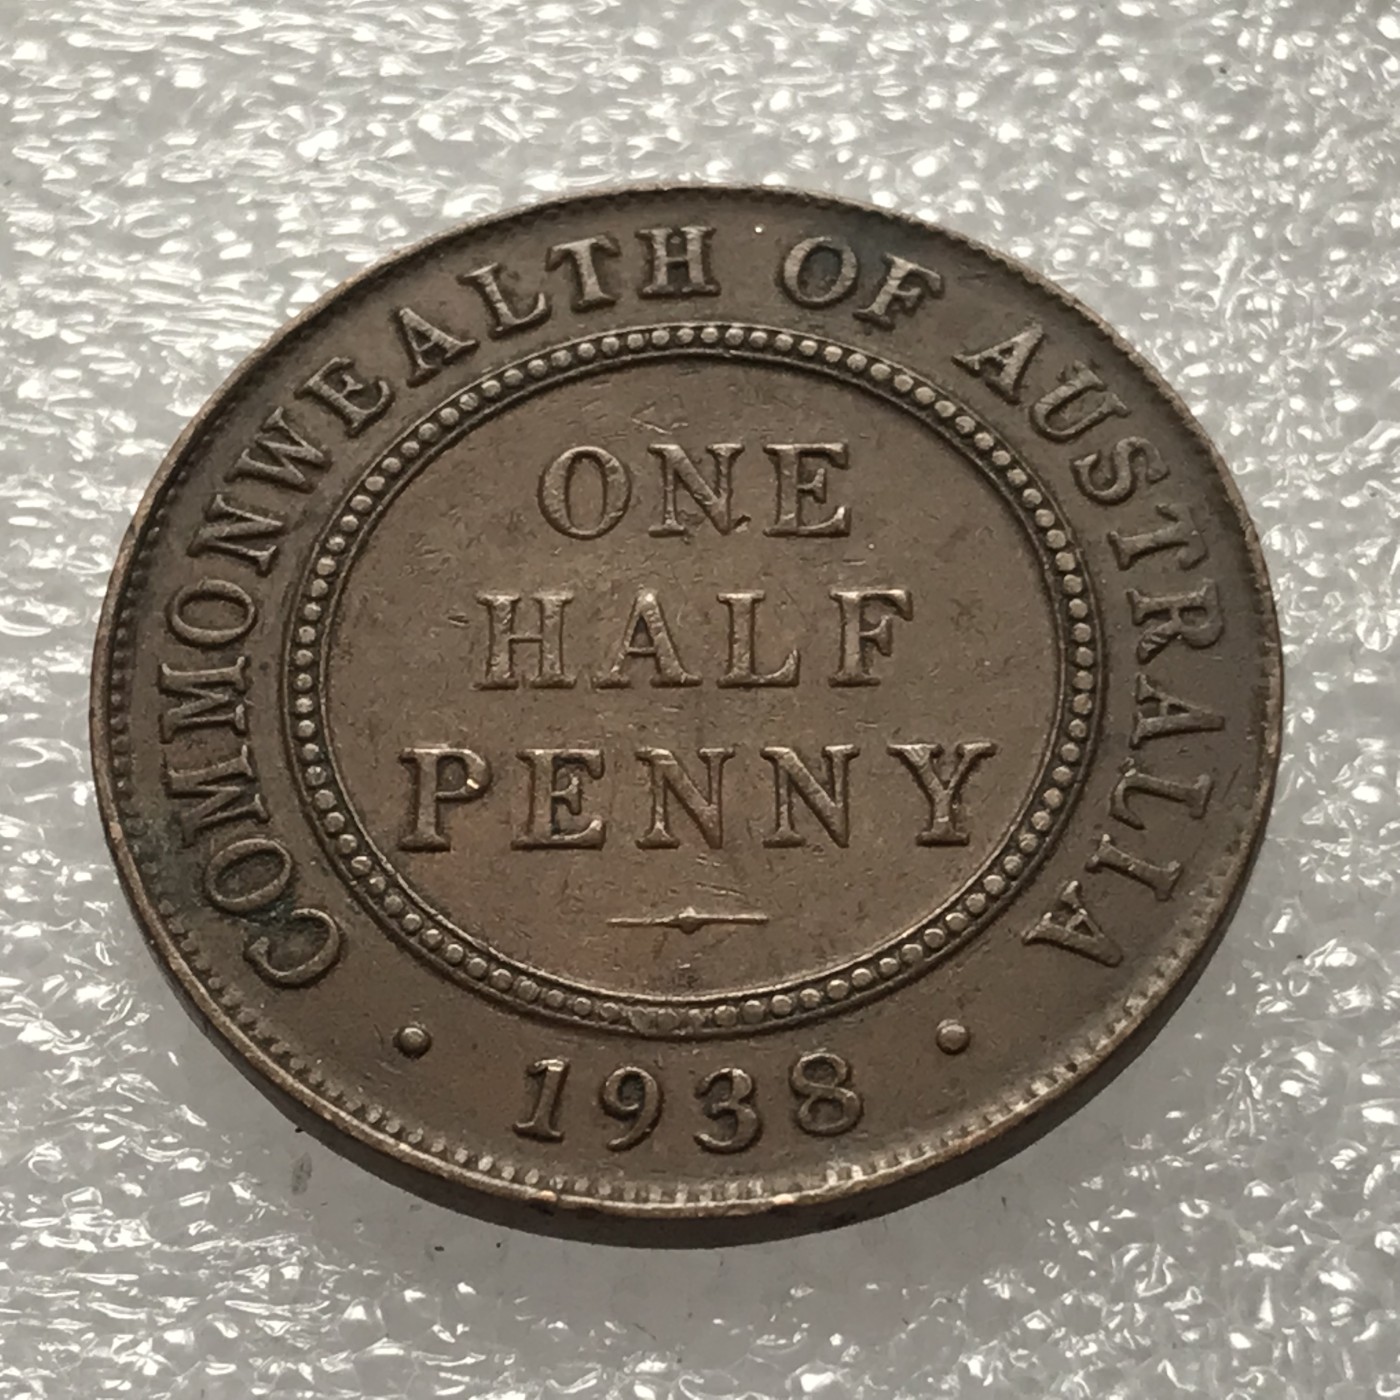 COMMONWEALTH OF AUSTRALIA
ONE
HALF
PENNY
1938